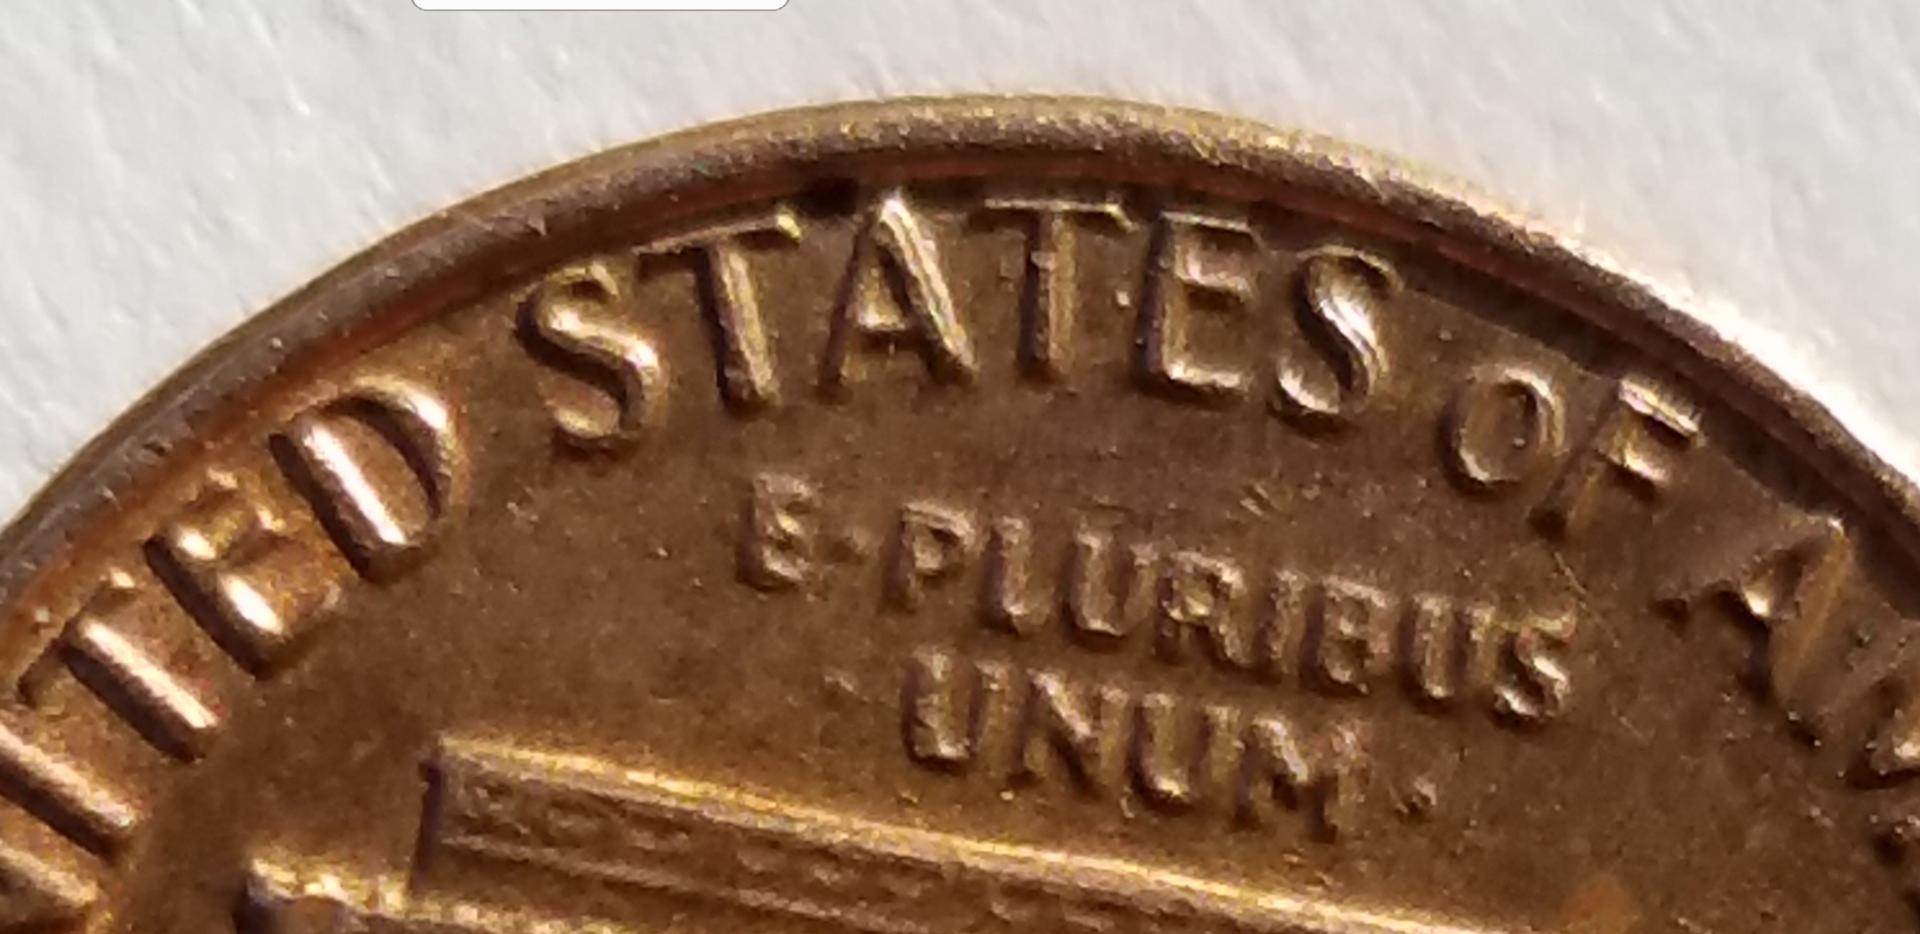 ITED STATES OF A
E·PLURIBUS
·UNUM·